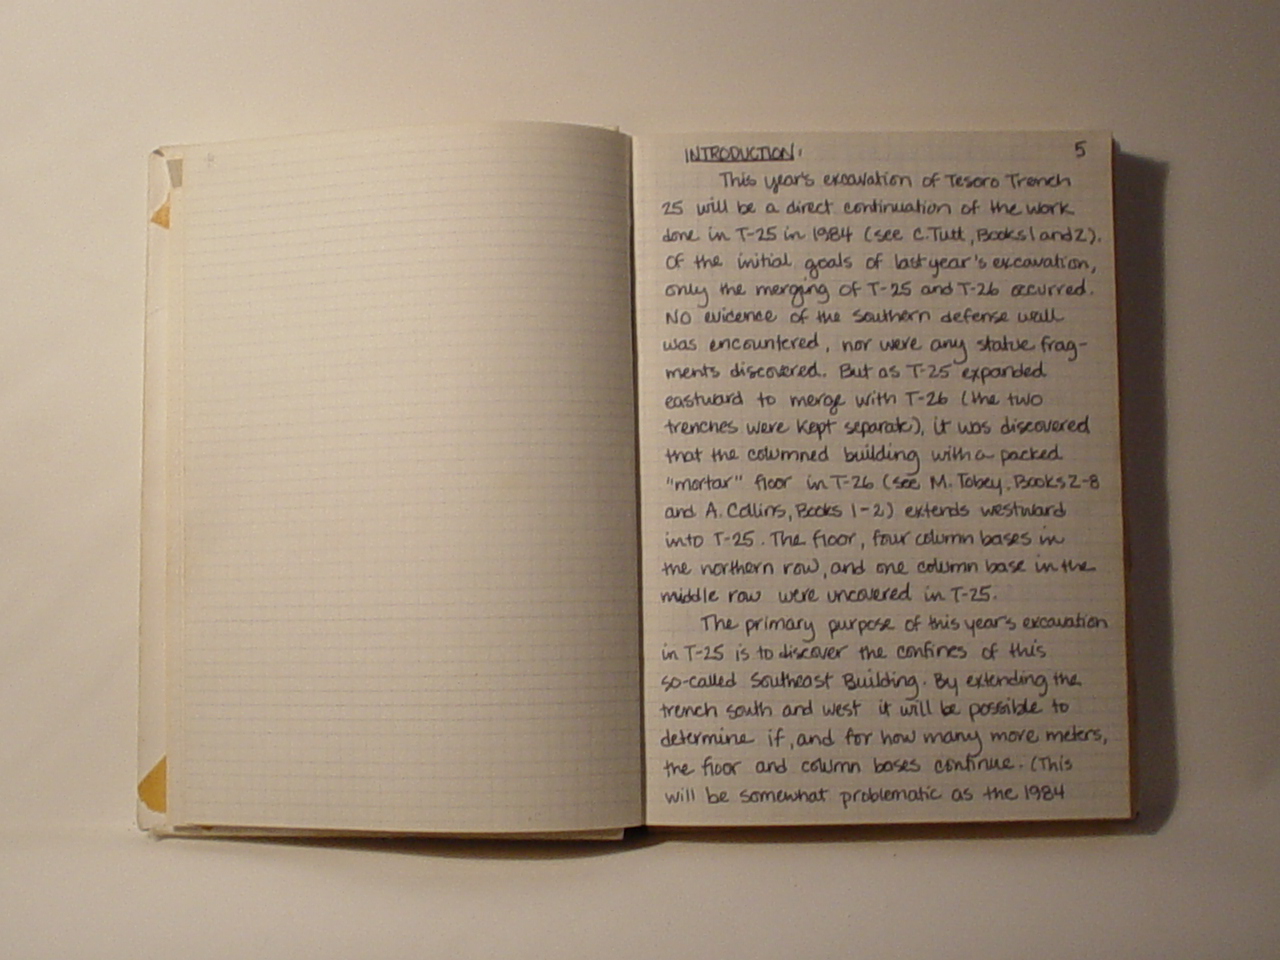 INTRODUCTION: 5
This year's excavation of Tesoro Trench
25 will be a direct continuation of the work
done in T-25 in 1984 (see C. Tutt, Books 1 and 2).
Of the initial goals of last year's excavation,
only the merging of T-25 and T-26 occurred.
No evidence of the southern defense wall
was encountered, nor were any statue frag-
ments discovered. But as T-25 expanded
eastward to merge with T-26 (the two
trenches were kept separate), it was discovered
that the columned building with a packed
"mortar" floor in T-26 (see M. Tobey, Books 2-8
and A. Collins, Books 1-2) extends westward
into T-25. The floor, four column bases in
the northern row, and one column base in the
middle row were uncovered in T-25.
The primary purpose of this year's excavation
in T-25 is to discover the confines of this
so-called Southeast Building. By extending the
trench south and west it will be possible to
determine if, and for how many more meters,
the floor and column bases continue. (This
will be somewhat problematic as the 1984